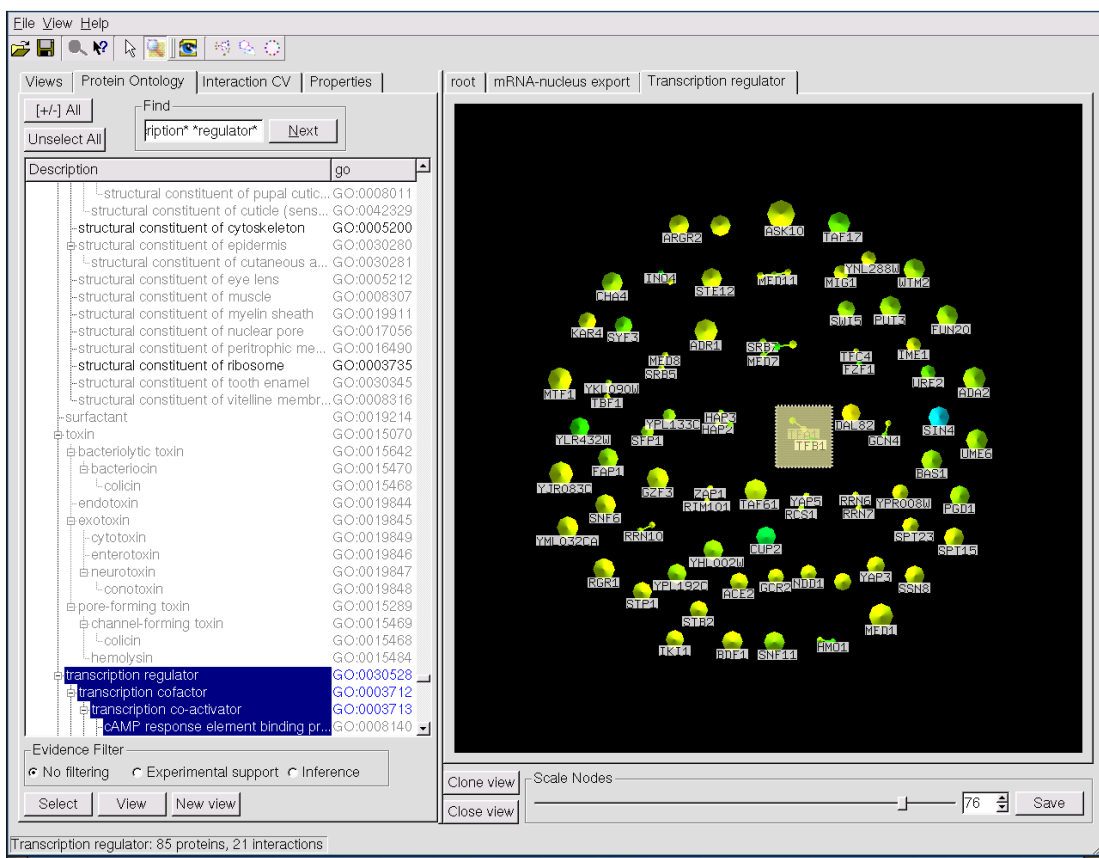 File View Help
Views Protein Ontology Interaction CV Properties
[+/-] All
Unselect All
Find
ription* *regulator* Next
Description go
structural constituent of pupal cutic... GO:0008011
structural constituent of cuticle (sens... GO:0042329
structural constituent of cytoskeleton GO:0005200
structural constituent of epidermis GO:0030280
structural constituent of cutaneous a... GO:0030281
structural constituent of eye lens GO:0005212
structural constituent of muscle GO:0008307
structural constituent of myelin sheath GO:0019911
structural constituent of nuclear pore GO:0017056
structural constituent of peritrophic me... GO:0016490
structural constituent of ribosome GO:0003735
structural constituent of tooth enamel GO:0030345
structural constituent of vitelline membr... GO:0008316
surfactant GO:0019214
toxin GO:0015070
bacteriolytic toxin GO:0015642
bacteriocin GO:0015470
colicin GO:0015468
endotoxin GO:0019844
exotoxin GO:0019845
cytotoxin GO:0019849
enterotoxin GO:0019846
neurotoxin GO:0019847
conotoxin GO:0019848
pore-forming toxin GO:0015289
channel-forming toxin GO:0015469
colicin GO:0015468
hemolysin GO:0015484
transcription regulator GO:0030528
transcription cofactor GO:0003712
transcription co-activator GO:0003713
cAMP response element binding pr... GO:0008140
Evidence Filter
No filtering Experimental support Inference
Select View New view
root mRNA-nucleus export Transcription regulator
ARGR2 ASK10 TAF17
INO4 STE12 MED11 MIG1 YNL288W WTM2
CHA4 SWI5 PUT3 FUN20
KAR4 SYF3 ADR1 SRB7 MED7 TFC4 FZF1 IME1
MED8 SRB5 URE2 ADA2
MTF1 YKL090W TBF1
YLR432W SFP1 YPL133C HAP3 HAP2 TFA1 TFB1 DAL82 GCN4 SIN4 UME6
YJR083C FAP1 GZF3 BAS1
SNF6 ZAP1 RIM101 TAF61 YAP5 RCS1 RRN6 RRN7 YPR008W PGD1
YML032CA RRN10 CUP2 SPT23 SPT15
RGR1 YPL192C YHL002W ACE2 GCR2 NDD1 YAP3 SSN8
STP1 STB2 MED1
IKI1 BDF1 SNF11 HMO1
Clone view
Close view
Scale Nodes
76 Save
Transcription regulator: 85 proteins, 21 interactions